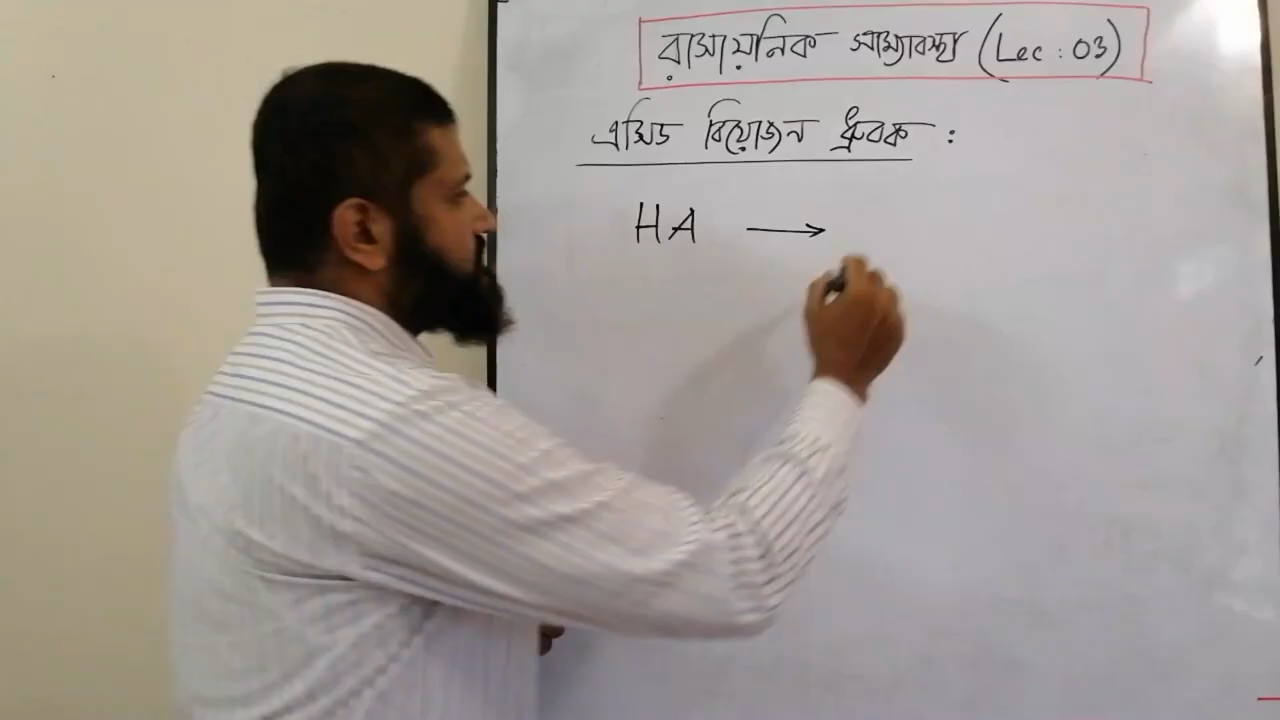 রাসায়নিক সাম্যাবস্থা (Lec : 03)
এসিড বিয়োজন ধ্রুবক :
HA →